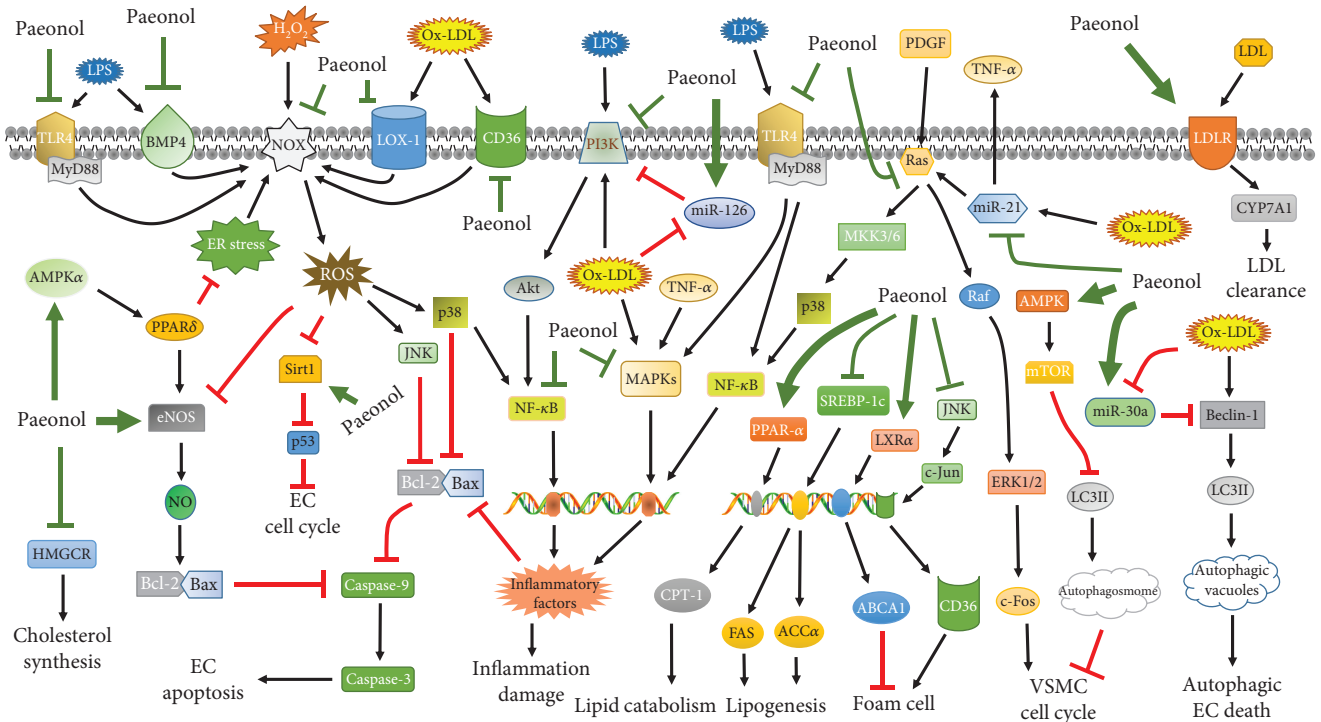 Paeonol
Paeonol
H2O2
Ox-LDL
LPS
LPS
Paeonol
PDGF
Paeonol
LDL
LPS
Paeonol
Paeonol
TNF-α
TLR4
BMP4
NOX
LOX-1
CD36
PI3K
TLR4
Ras
LDLR
MyD88
MyD88
miR-126
miR-21
CYP7A1
Paeonol
Ox-LDL
ER stress
MKK3/6
LDL
clearance
AMPKα
ROS
Akt
Ox-LDL
TNF-α
Paeonol
Paeonol
p38
p38
Raf
AMPK
PPARδ
Ox-LDL
JNK
Paeonol
Sirt1
MAPKs
NF-κB
mTOR
Paeonol
eNOS
Paeonol
NF-κB
SREBP-1c
JNK
miR-30a
Beclin-1
p53
PPAR-α
LXRα
c-Jun
Bcl-2
Bax
ERK1/2
NO
EC
cell cycle
LC3II
LC3II
HMGCR
Bcl-2
Bax
Caspase-9
Inflammatory
factors
CPT-1
ABCA1
CD36
c-Fos
Autophagosome
Autophagic
vacuoles
Cholesterol
synthesis
FAS
ACCα
EC
apoptosis
Caspase-3
Inflammation
damage
Lipid catabolism
Lipogenesis
Foam cell
VSMC
cell cycle
Autophagic
EC death